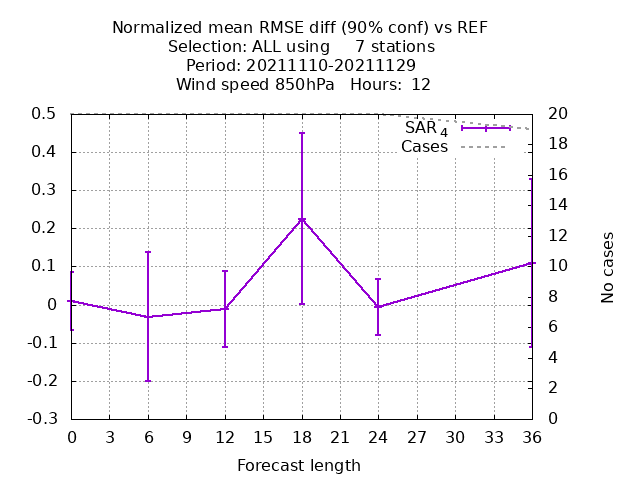 Normalized mean RMSE diff (90% conf) vs REF
Selection: ALL using     7 stations
Period: 20211110-20211129
Wind speed 850hPa   Hours:  12
0.5
0.4
0.3
0.2
0.1
0
-0.1
-0.2
-0.3
20
18
16
14
12
10
8
6
4
2
0
SAR4
Cases
No cases
0 3 6 9 12 15 18 21 24 27 30 33 36
Forecast length